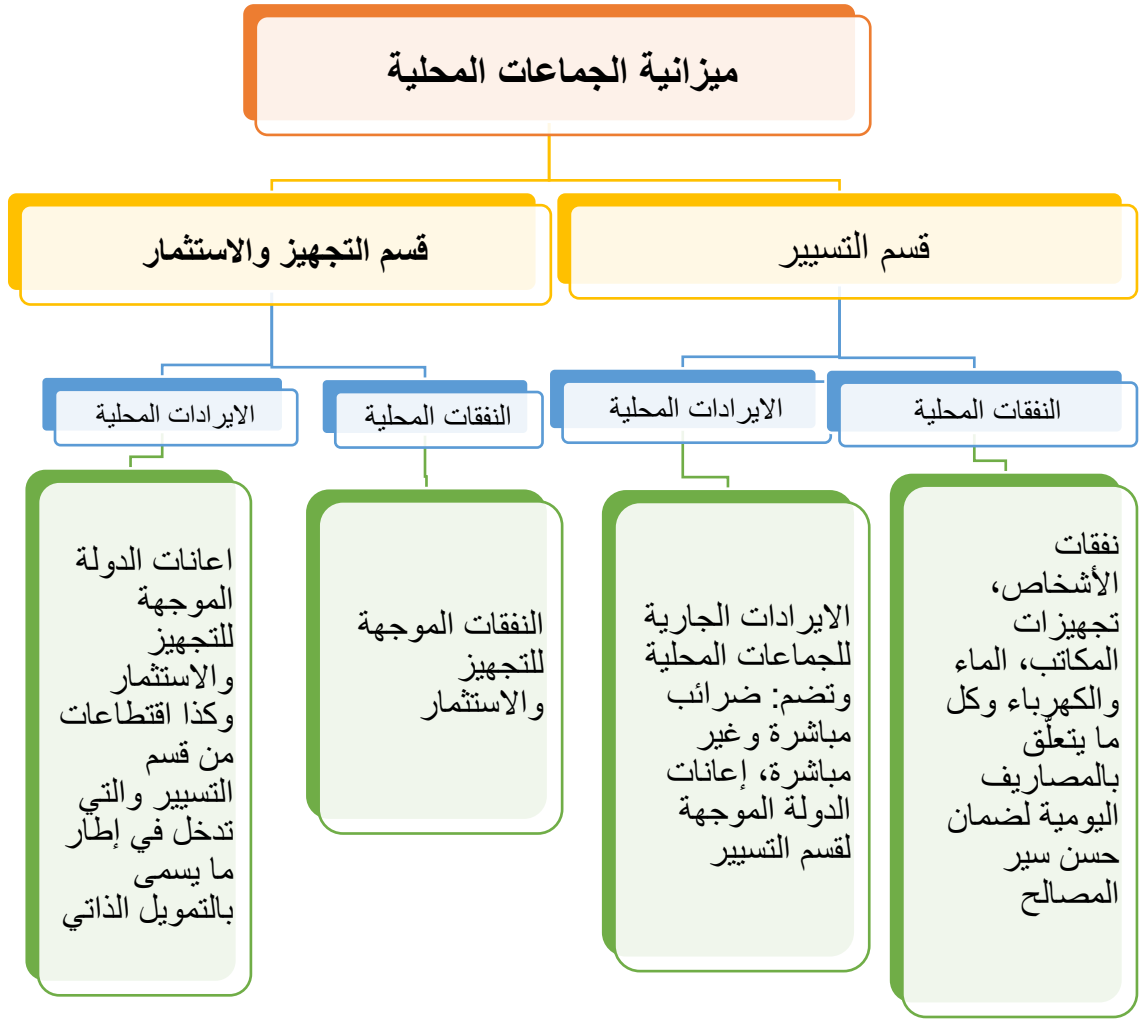 ميزانية الجماعات المحلية
قسم التسيير
قسم التجهيز والاستثمار
النفقات المحلية
الايرادات المحلية
النفقات المحلية
الايرادات المحلية
نفقات
الأشخاص،
تجهيزات
المكاتب، الماء
والكهرباء وكل
ما يتعلّق
بالمصاريف
اليومية لضمان
حسن سير
المصالح
الايرادات الجارية
للجماعات المحلية
وتضم: ضرائب
مباشرة وغير
مباشرة، إعانات
الدولة الموجهة
لقسم التسيير
النفقات الموجهة
للتجهيز
والاستثمار
اعانات الدولة
الموجهة
للتجهيز
والاستثمار
وكذا اقتطاعات
من قسم
التسيير والتي
تدخل في إطار
ما يسمى
بالتمويل الذاتي